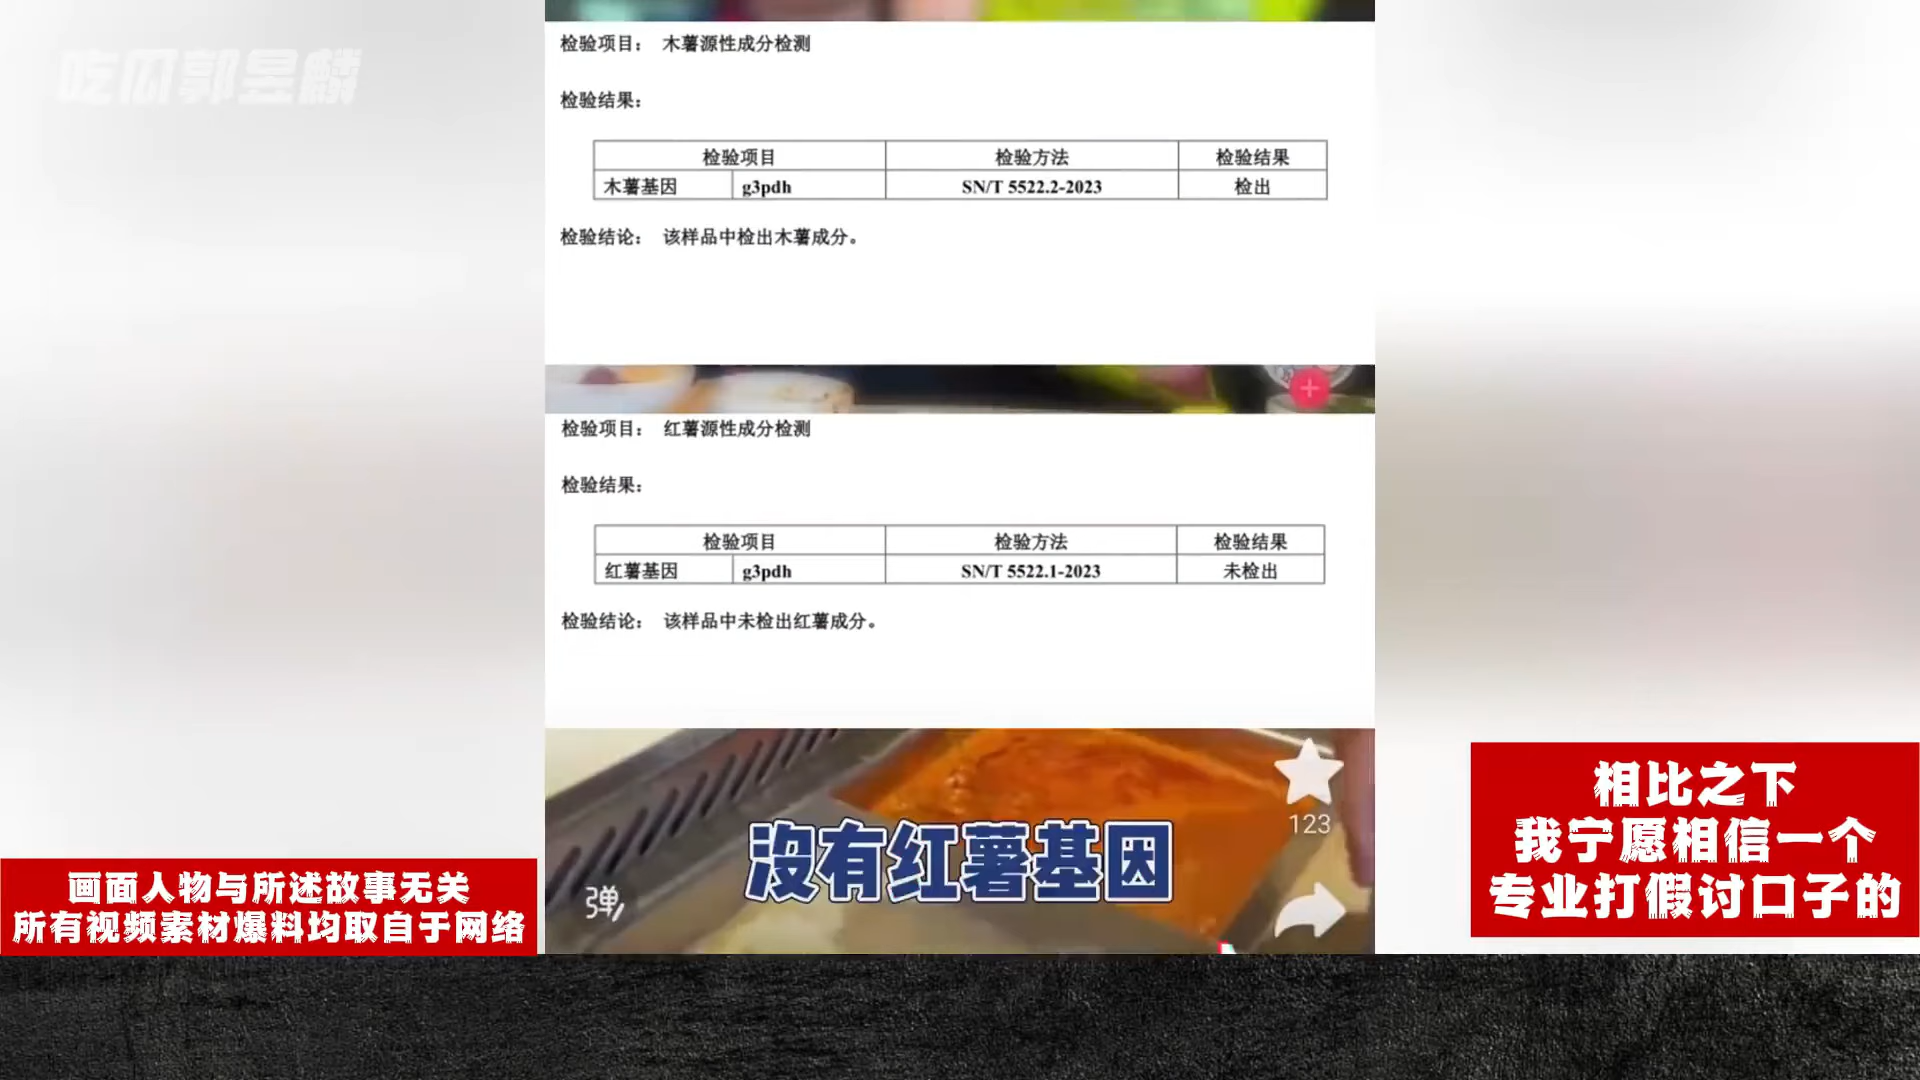 吃瓜郭昱麟
检验项目： 木薯源性成分检测
检验结果：
检验项目 检验方法 检验结果
木薯基因 g3pdh SN/T 5522.2-2023 检出
检验结论： 该样品中检出木薯成分。
检验项目： 红薯源性成分检测
检验结果：
检验项目 检验方法 检验结果
红薯基因 g3pdh SN/T 5522.1-2023 未检出
检验结论： 该样品中未检出红薯成分。
123
没有红薯基因
弹
画面人物与所述故事无关
所有视频素材爆料均取自于网络
相比之下
我宁愿相信一个
专业打假讨口子的